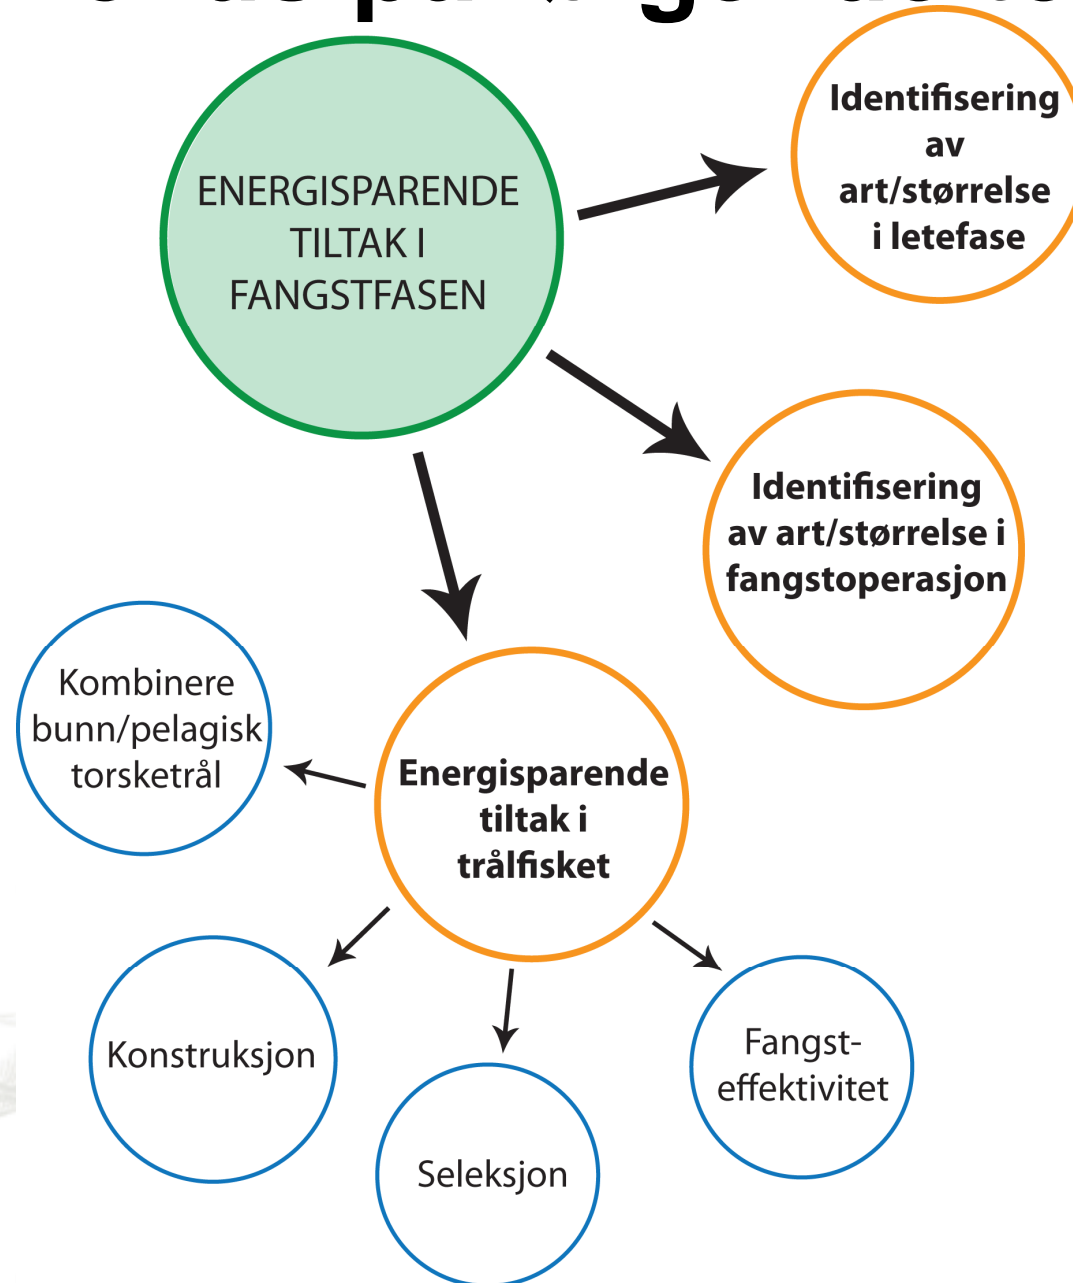 ENERGISPARENDE
TILTAK I
FANGSTFASEN
Identifisering
av
art/størrelse
i letefase
Identifisering
av art/størrelse i
fangstoperasjon
Kombinere
bunn/pelagisk
torsketrål
Energisparende
tiltak i
trålfisket
Konstruksjon
Seleksjon
Fangst-
effektivitet